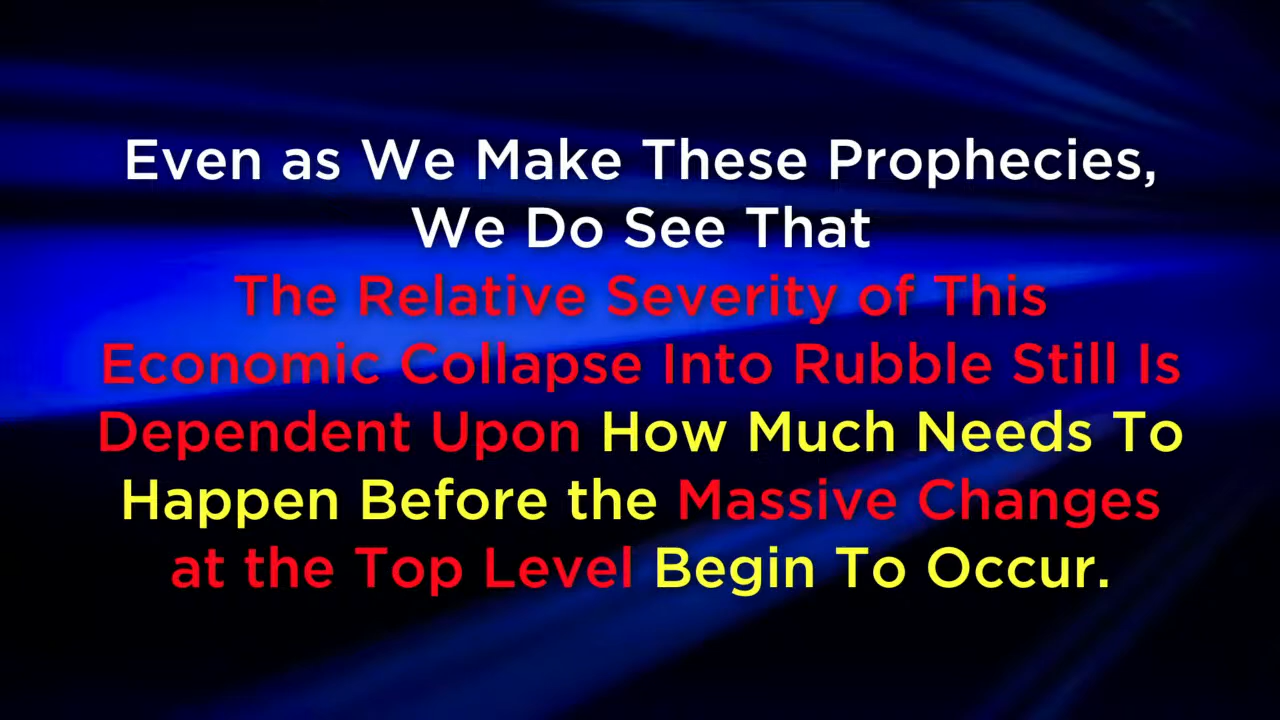 Even as We Make These Prophecies,
We Do See That
The Relative Severity of This
Economic Collapse Into Rubble Still Is
Dependent Upon How Much Needs To
Happen Before the Massive Changes
at the Top Level Begin To Occur.